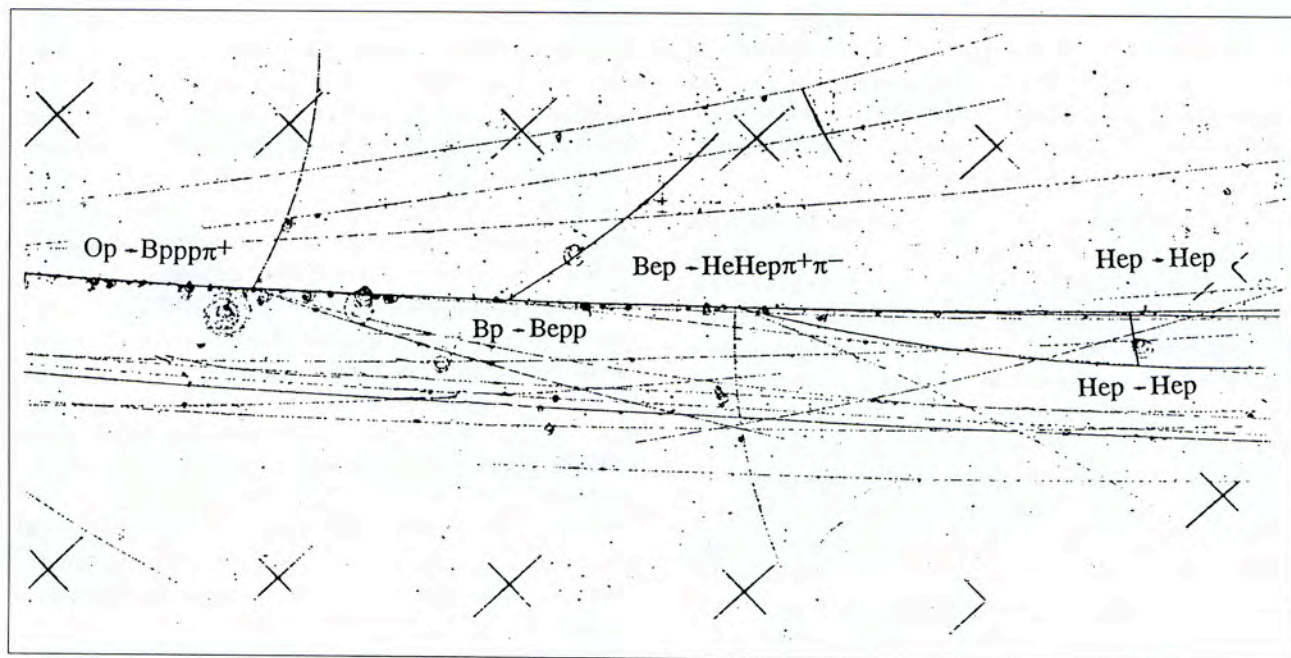 Op → Bpppπ⁺
Bp → Bepp
Bep → HeHepπ⁺π⁻
Hep → Hep
Hep → Hep